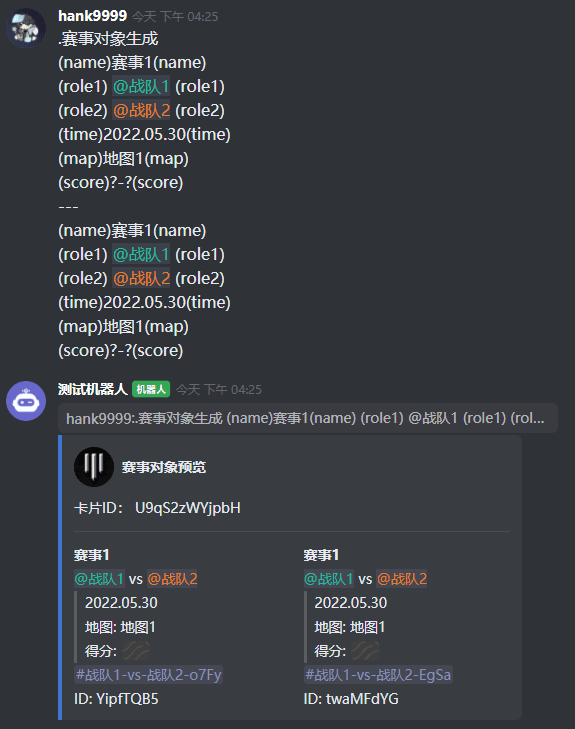 hank9999 今天 下午 04:25
.赛事对象生成
(name)赛事1(name)
(role1) @战队1 (role1)
(role2) @战队2 (role2)
(time)2022.05.30(time)
(map)地图1(map)
(score)?-?(score)
---
(name)赛事1(name)
(role1) @战队1 (role1)
(role2) @战队2 (role2)
(time)2022.05.30(time)
(map)地图1(map)
(score)?-?(score)
测试机器人 机器人 今天 下午 04:25
hank9999:.赛事对象生成 (name)赛事1(name) (role1) @战队1 (role1) (rol...
赛事对象预览
卡片ID： U9qS2zWYjpbH
赛事1
@战队1 vs @战队2
2022.05.30
地图: 地图1
得分:
#战队1-vs-战队2-o7Fy
ID: YipfTQB5
赛事1
@战队1 vs @战队2
2022.05.30
地图: 地图1
得分:
#战队1-vs-战队2-EgSa
ID: twaMFdYG